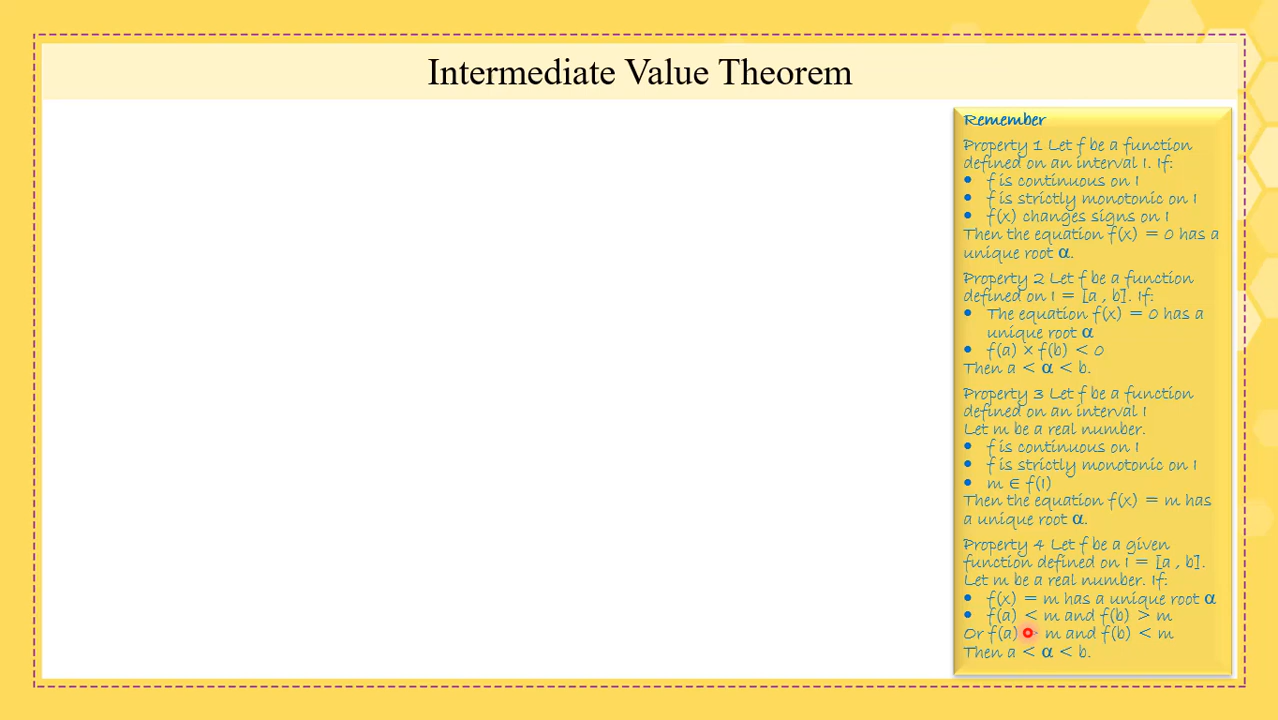 Intermediate Value Theorem
Remember
Property 1 Let f be a function
defined on an interval I. If:
• f is continuous on I
• f is strictly monotonic on I
• f(x) changes signs on I
Then the equation f(x) = 0 has a
unique root α.
Property 2 Let f be a function
defined on I = [a , b]. If:
• The equation f(x) = 0 has a
unique root α
• f(a) × f(b) < 0
Then a < α < b.
Property 3 Let f be a function
defined on an interval I
Let m be a real number.
• f is continuous on I
• f is strictly monotonic on I
• m ∈ f(I)
Then the equation f(x) = m has
a unique root α.
Property 4 Let f be a given
function defined on I = [a , b].
Let m be a real number. If:
• f(x) = m has a unique root α
• f(a) < m and f(b) > m
Or f(a) m and f(b) < m
Then a < α < b.